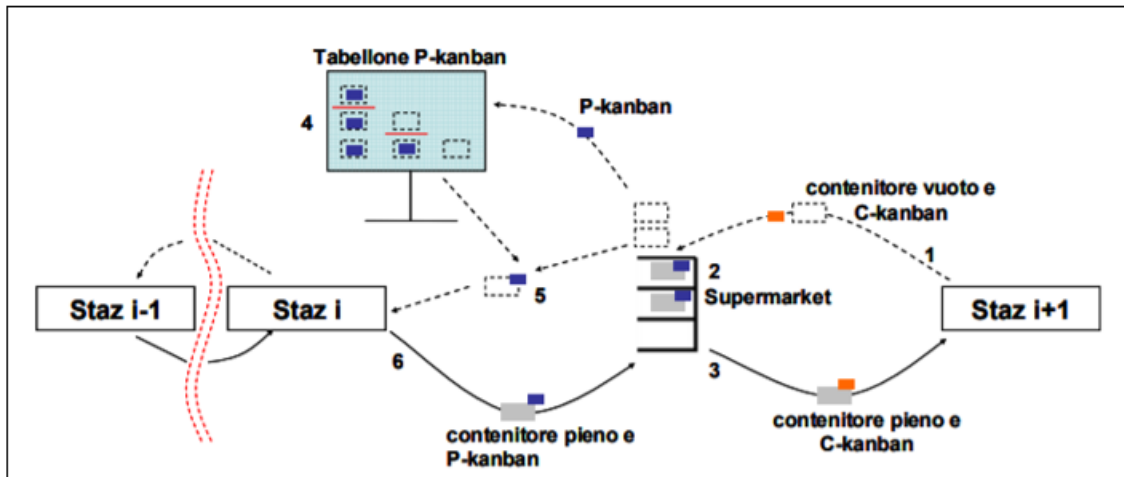 Tabellone P-kanban
P-kanban
4
contenitore vuoto e
C-kanban
1
2
Supermarket
5
Staz i-1
Staz i
Staz i+1
6
3
contenitore pieno e
P-kanban
contenitore pieno e
C-kanban